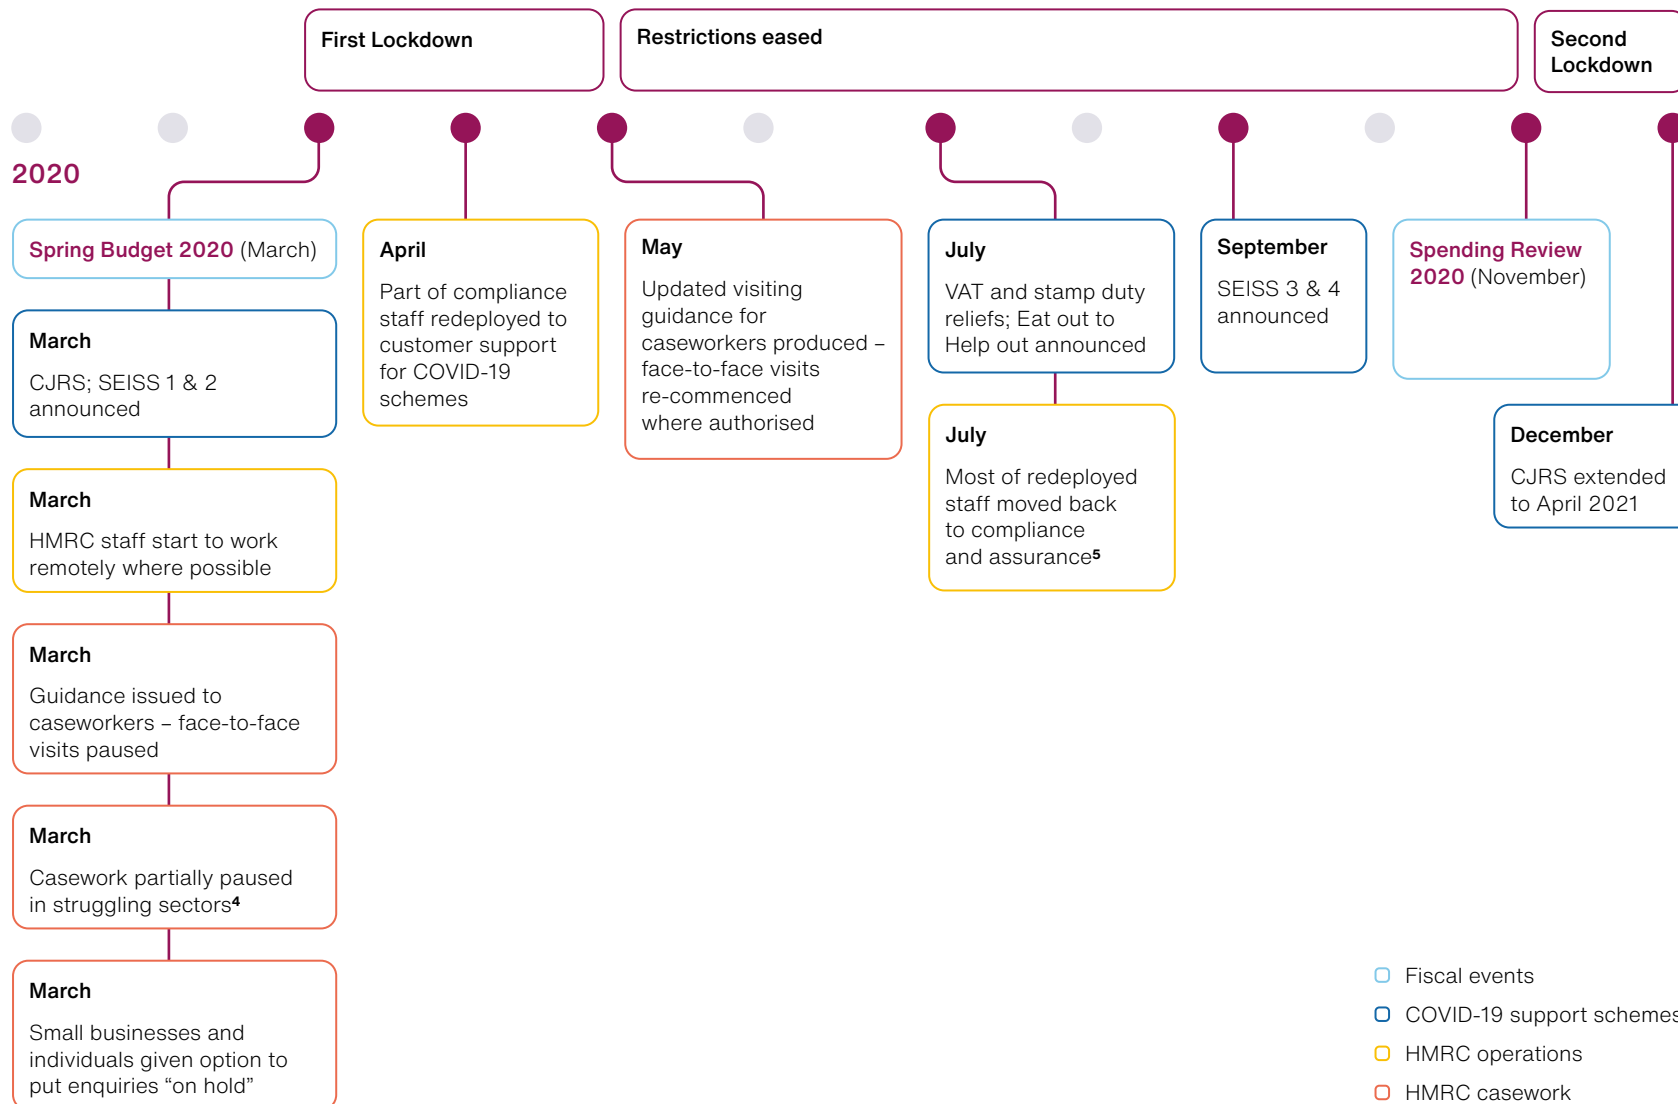 First Lockdown
Restrictions eased
Second
Lockdown
2020
Spring Budget 2020 (March)
March
CJRS; SEISS 1 & 2
announced
March
HMRC staff start to work
remotely where possible
March
Guidance issued to
caseworkers – face-to-face
visits paused
March
Casework partially paused
in struggling sectors4
March
Small businesses and
individuals given option to
put enquiries “on hold”
April
Part of compliance
staff redeployed to
customer support
for COVID-19
schemes
May
Updated visiting
guidance for
caseworkers produced –
face-to-face visits
re-commenced
where authorised
July
VAT and stamp duty
reliefs; Eat out to
Help out announced
July
Most of redeployed
staff moved back
to compliance
and assurance5
September
SEISS 3 & 4
announced
Spending Review
2020 (November)
December
CJRS extended
to April 2021
Fiscal events
COVID-19 support schemes
HMRC operations
HMRC casework